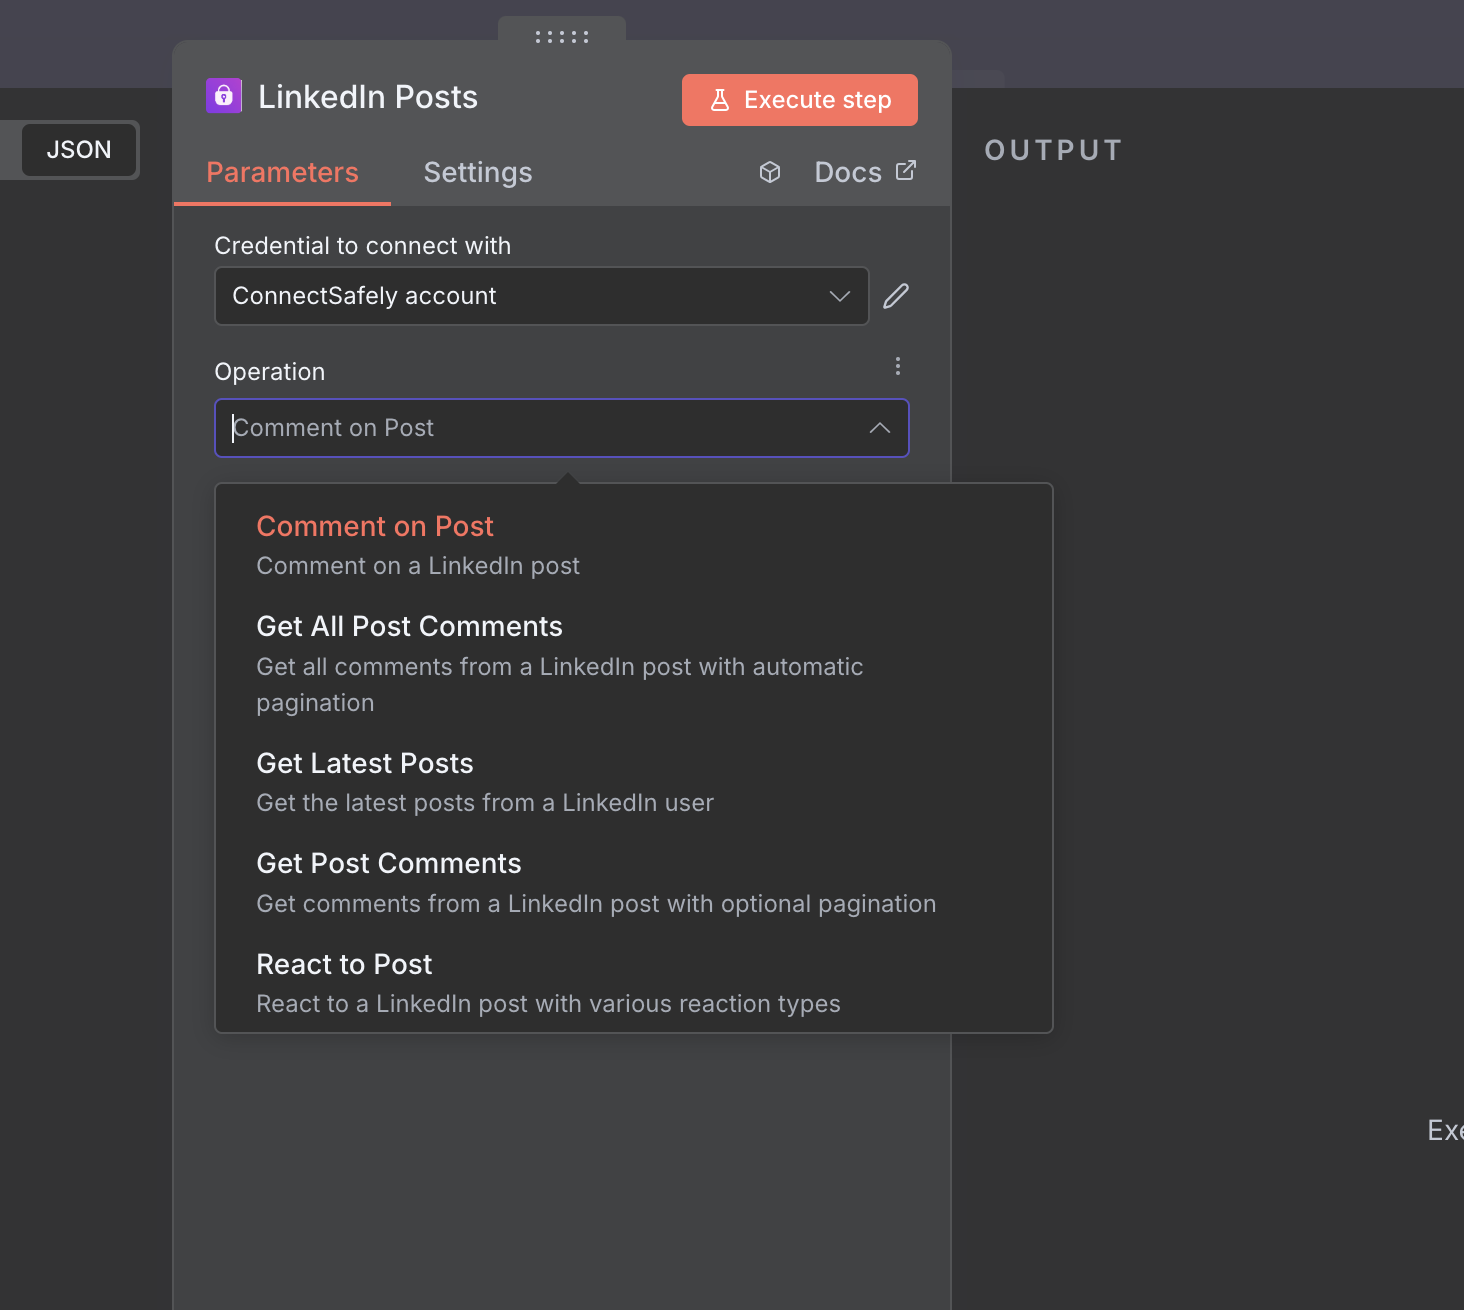 LinkedIn Posts
Execute step
JSON
Parameters
Settings
Docs
OUTPUT
Credential to connect with
ConnectSafely account
Operation
Comment on Post
Comment on Post
Comment on a LinkedIn post
Get All Post Comments
Get all comments from a LinkedIn post with automatic
pagination
Get Latest Posts
Get the latest posts from a LinkedIn user
Get Post Comments
Get comments from a LinkedIn post with optional pagination
React to Post
React to a LinkedIn post with various reaction types